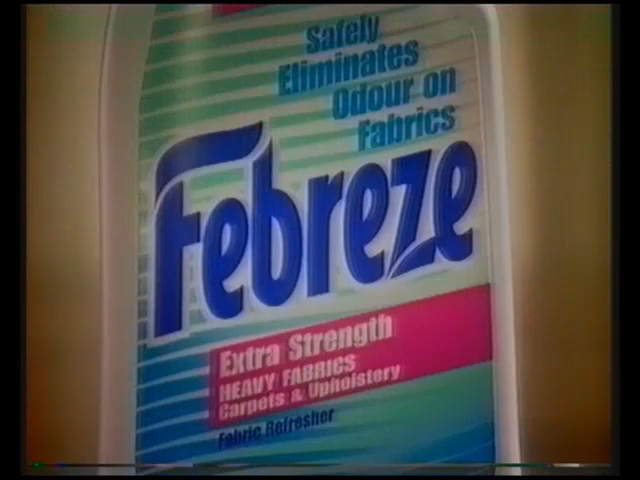 Safely
Eliminates
Odour on
Fabrics
Febreze
Extra Strength
HEAVY FABRICS
Carpets & Upholstery
Fabric Refresher